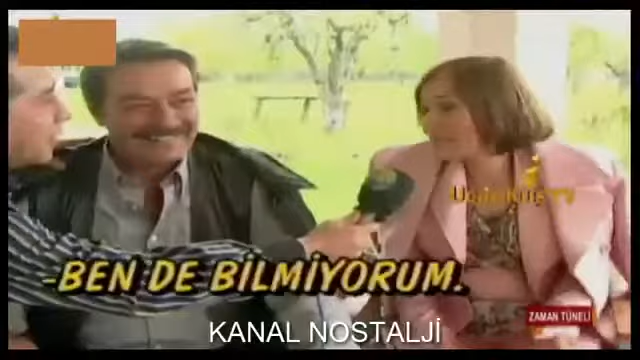 -BEN DE BİLMİYORUM.
ZAMAN TÜNELİ
KANAL NOSTALJİ